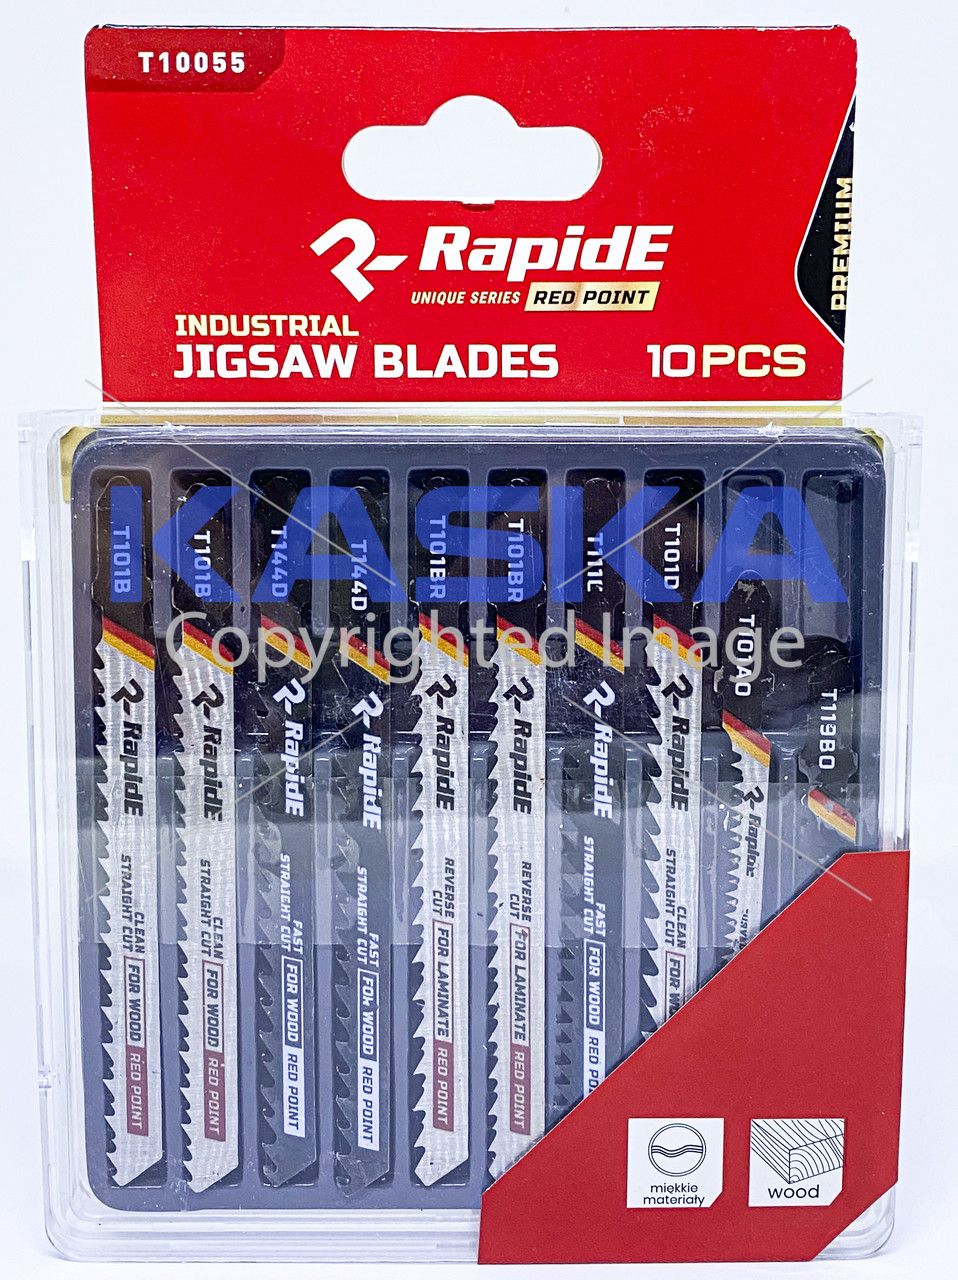 T10055
PREMIUM
RapidE
UNIQUE SERIES RED POINT
INDUSTRIAL
JIGSAW BLADES 10PCS
KASKA
Copyrighted Image
T101B
T101B
T144D
T144D
T101BR
T101BR
T111C
T101D
T101AO
T119BO
RapidE
CLEAN
STRAIGHT CUT
FOR WOOD RED POINT
RapidE
CLEAN
STRAIGHT CUT
FOR WOOD RED POINT
RapidE
FAST
STRAIGHT CUT
FOR WOOD RED POINT
RapidE
FAST
STRAIGHT CUT
FOR WOOD RED POINT
RapidE
REVERSE
CUT
FOR LAMINATE RED POINT
RapidE
REVERSE
CUT
FOR LAMINATE RED POINT
RapidE
FAST
STRAIGHT CUT
FOR WOOD RED PO
RapidE
CLEAN
STRAIGHT CUT
FOR WO
RapidE
miękkie
materiały
wood